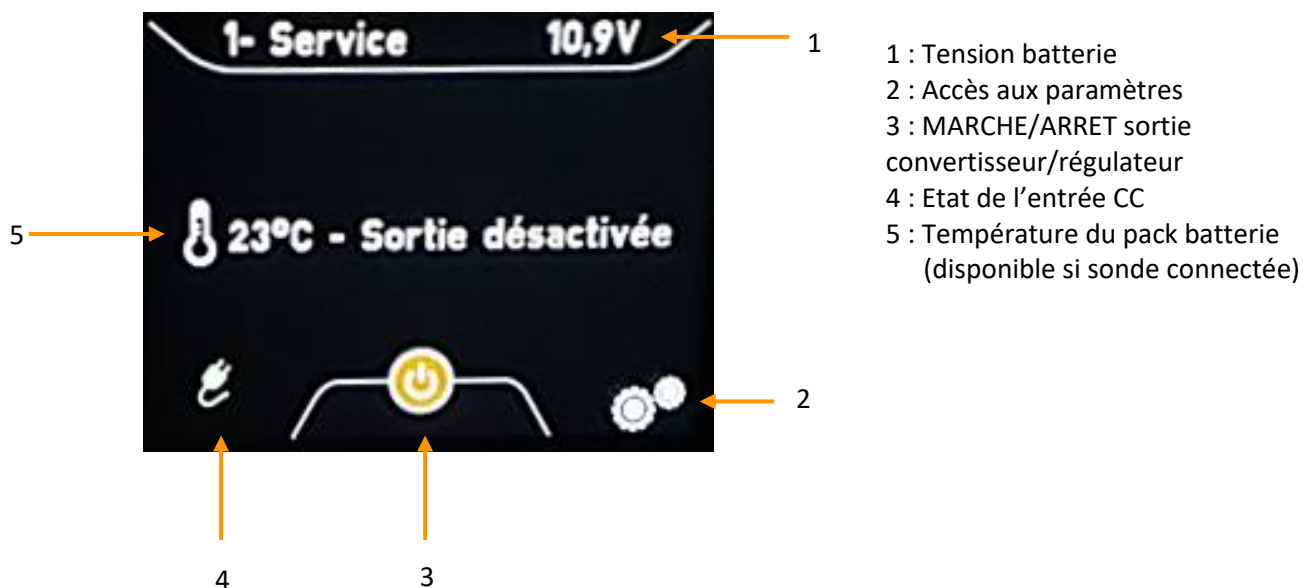 1- Service 10,9V
1
1 : Tension batterie
2 : Accès aux paramètres
3 : MARCHE/ARRET sortie
convertisseur/régulateur
4 : Etat de l’entrée CC
5 : Température du pack batterie
(disponible si sonde connectée)
5
23ºC - Sortie désactivée
2
4
3